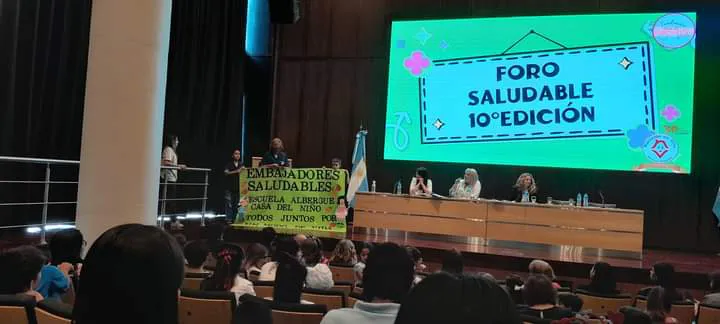 FORO
SALUDABLE
10°EDICIÓN
EMBAJADORES
SALUDABLES
ESCUELA ALBERGUE
CASA DEL NIÑO
TODOS JUNTOS POR